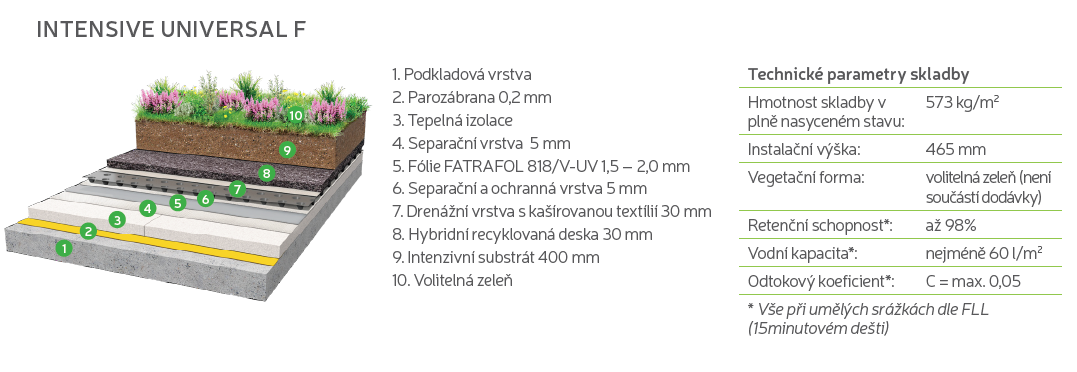 INTENSIVE UNIVERSAL F
1. Podkladová vrstva
2. Parozábrana 0,2 mm
3. Tepelná izolace
4. Separační vrstva 5 mm
5. Fólie FATRAFOL 818/V-UV 1,5 – 2,0 mm
6. Separační a ochranná vrstva 5 mm
7. Drenážní vrstva s kašírovanou textílií 30 mm
8. Hybridní recyklovaná deska 30 mm
9. Intenzivní substrát 400 mm
10. Volitelná zeleň
10
9
8
7
6
5
4
3
2
1
Technické parametry skladby
Hmotnost skladby v 573 kg/m²
plně nasyceném stavu:
Instalační výška: 465 mm
Vegetační forma: volitelná zeleň (není
součástí dodávky)
Retenční schopnost*: až 98%
Vodní kapacita*: nejméně 60 l/m²
Odtokový koeficient*: C = max. 0,05
* Vše při umělých srážkách dle FLL
(15minutovém dešti)